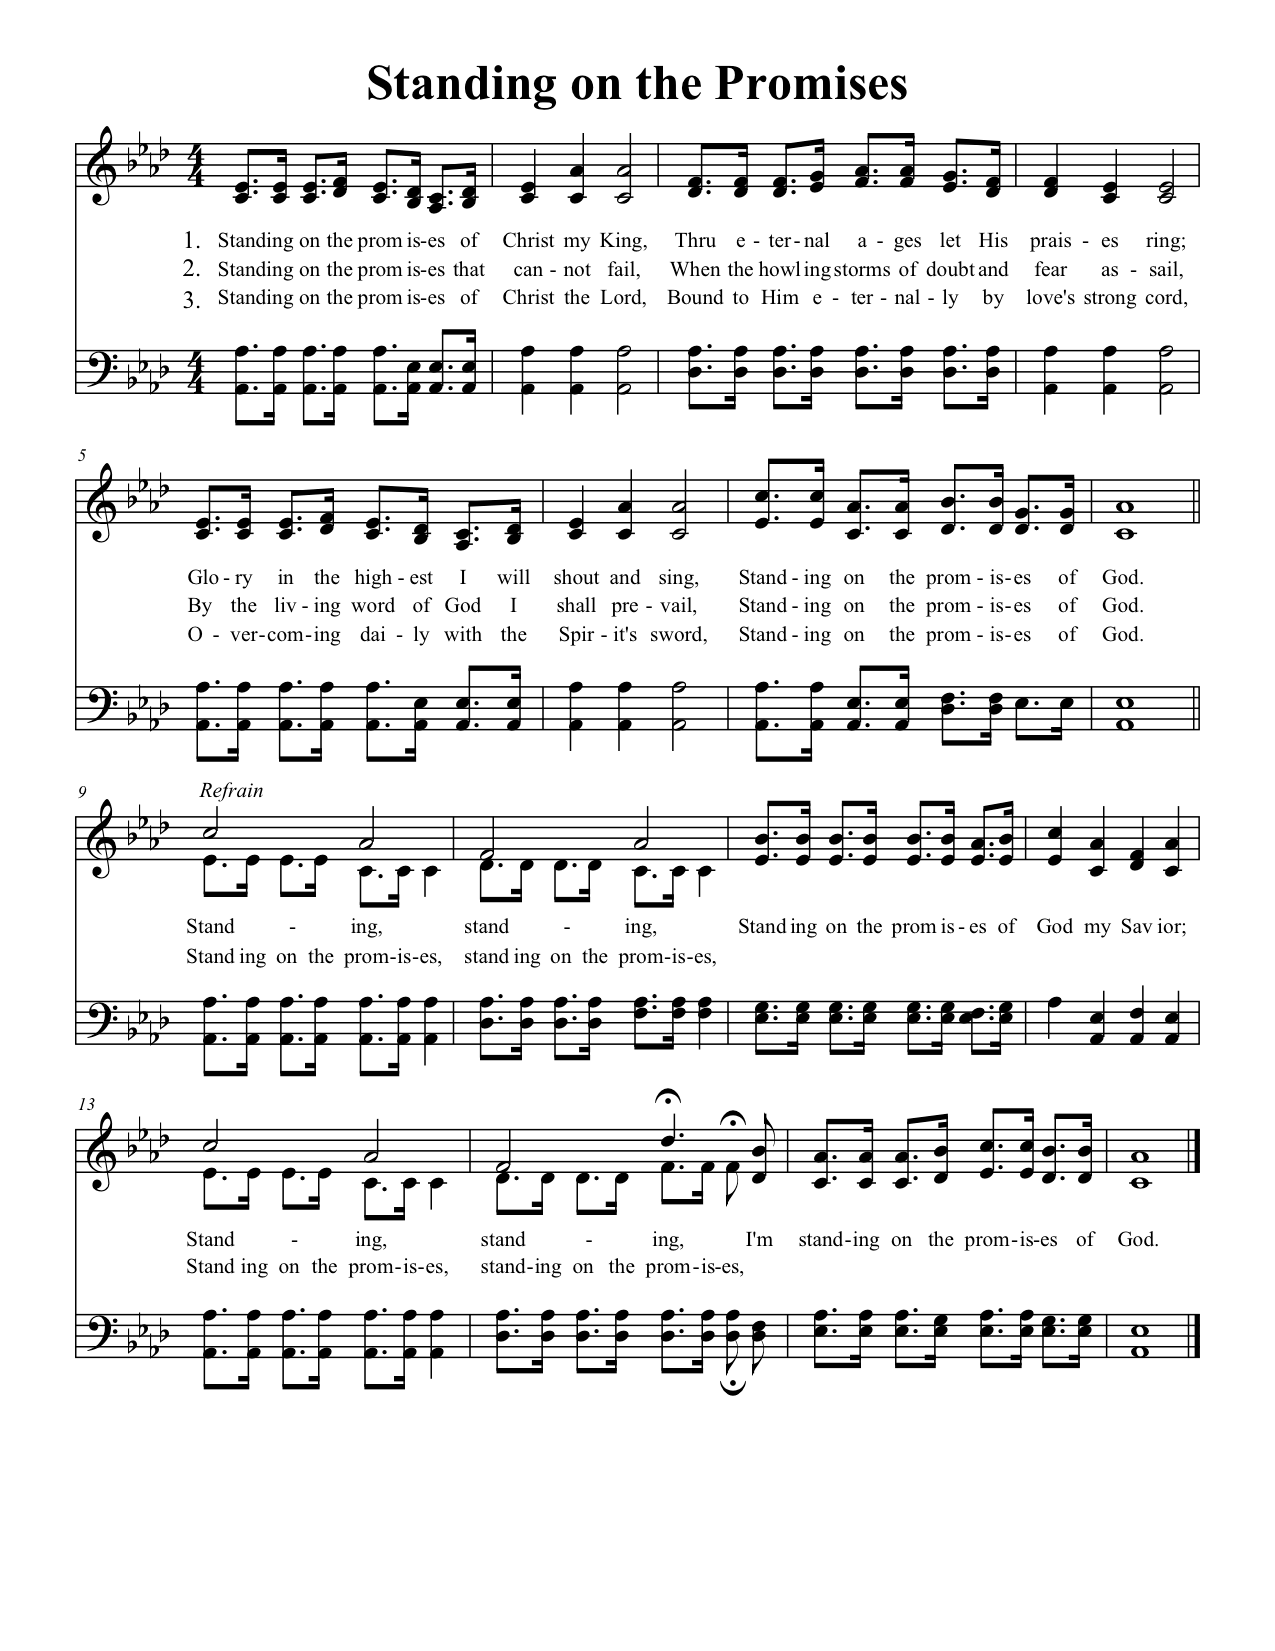 Standing on the Promises
4 4
1. Standing on the prom is-es of Christ my King, Thru e - ter - nal a - ges let His prais - es ring;
2. Standing on the prom is-es that can - not fail, When the howl ing storms of doubt and fear as - sail,
3. Standing on the prom is-es of Christ the Lord, Bound to Him e - ter - nal - ly by love's strong cord,
4 4
5
Glo - ry in the high - est I will shout and sing, Stand - ing on the prom - is - es of God.
By the liv - ing word of God I shall pre - vail, Stand - ing on the prom - is - es of God.
O - ver - com - ing dai - ly with the Spir - it's sword, Stand - ing on the prom - is - es of God.
9 Refrain
Stand - ing, stand - ing, Stand ing on the prom is - es of God my Sav ior;
Stand ing on the prom - is - es, stand ing on the prom - is - es,
13
Stand - ing, stand - ing, I'm stand - ing on the prom - is - es of God.
Stand ing on the prom - is - es, stand - ing on the prom - is - es,